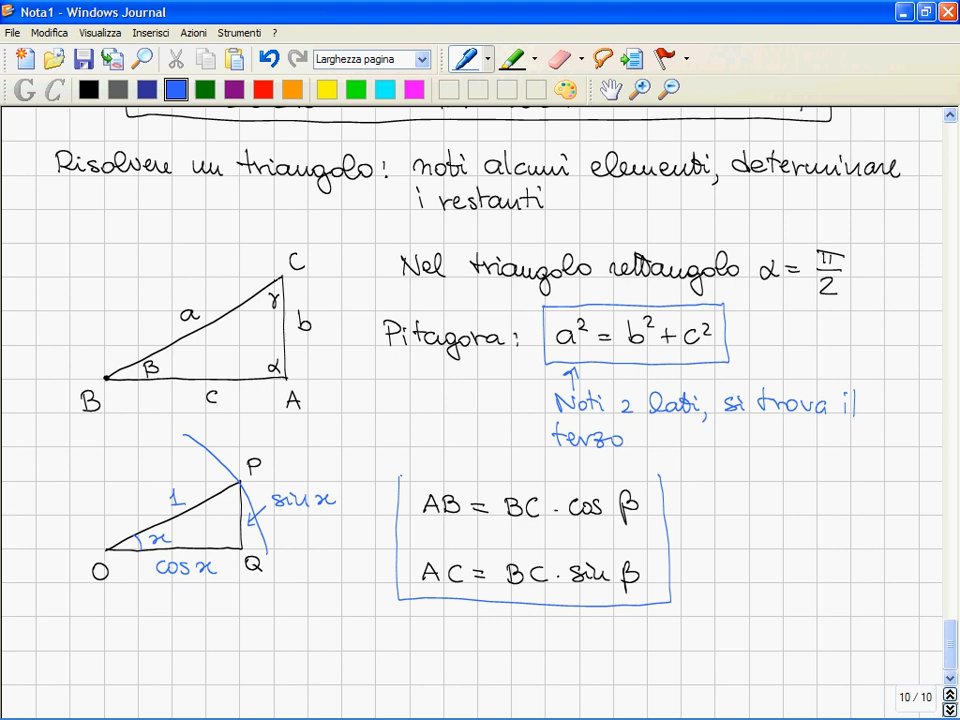 Nota1 - Windows Journal
File Modifica Visualizza Inserisci Azioni Strumenti ?
Larghezza pagina
G C
Risolvere un triangolo: noti alcuni elementi, determinare
i restanti
C
Nel triangolo rettangolo α = π/2
γ
a
b
Pitagora: a² = b² + c²
β
α
B
c
A
Noti 2 lati, si trova il
terzo
P
1
sin x
AB = BC · cos β
x
O
cos x
Q
AC = BC · sin β
10 / 10